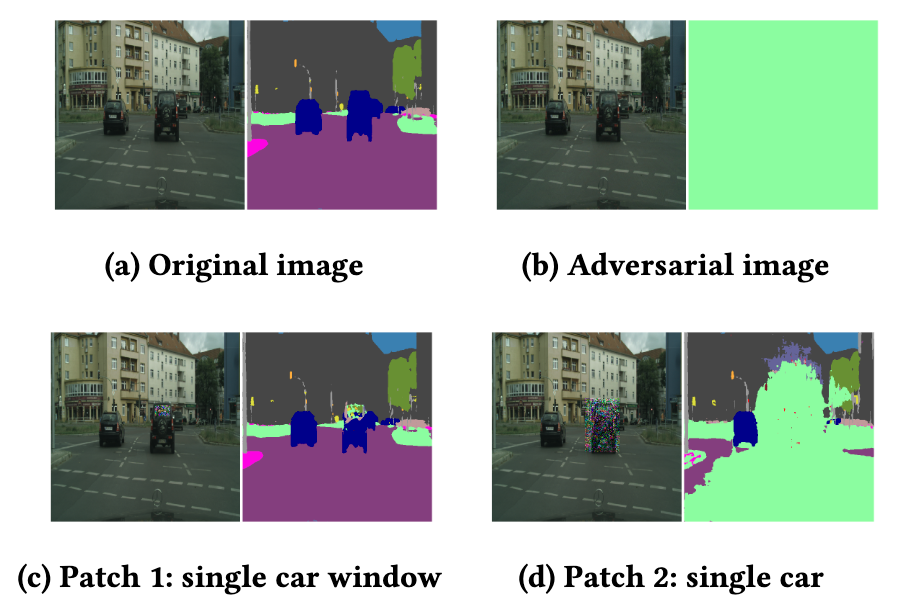 (a) Original image
(b) Adversarial image
(c) Patch 1: single car window
(d) Patch 2: single car